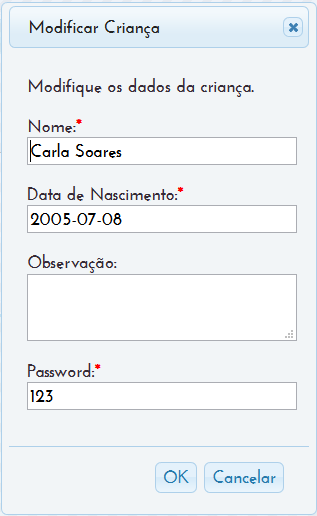 Modificar Criança
Modifique os dados da criança.
Nome:*
Carla Soares
Data de Nascimento:*
2005-07-08
Observação:
Password:*
123
OK Cancelar